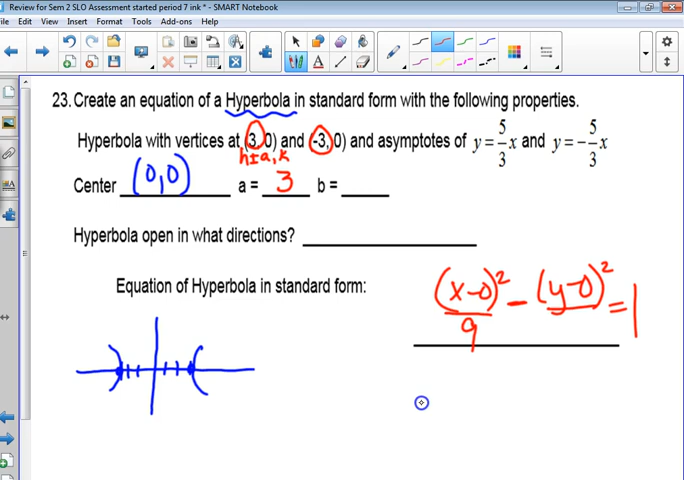 Review for Sem 2 SLO Assessment started period 7 ink * - SMART Notebook
File Edit View Insert Format Tools Add-ons Help
23. Create an equation of a Hyperbola in standard form with the following properties.
Hyperbola with vertices at (3, 0) and (-3, 0) and asymptotes of y = 5/3 x and y = - 5/3 x
h±a, k
Center (0,0) a = 3 b =
Hyperbola open in what directions?
Equation of Hyperbola in standard form:
(x-0)²/9 - (y-0)²/ = 1